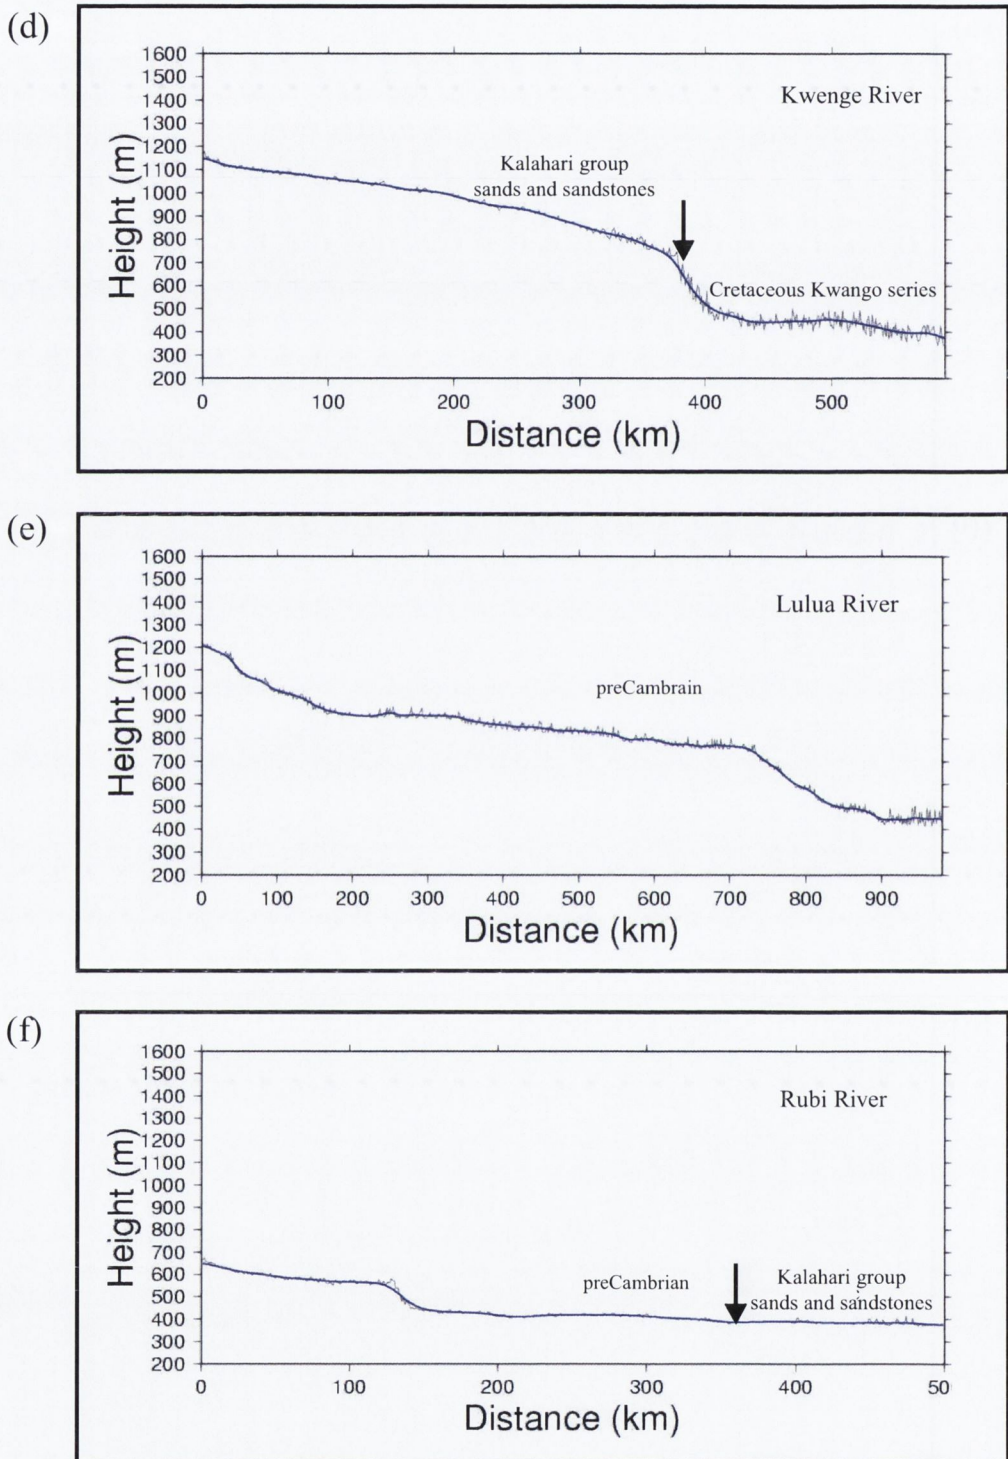 (d)
Kwenge River
1600
1500
1400
1300
1200
1100
1000
900
800
700
600
500
400
300
200
Height (m)
Kalahari group
sands and sandstones
Cretaceous Kwango series
0 100 200 300 400 500
Distance (km)
(e)
Lulua River
1600
1500
1400
1300
1200
1100
1000
900
800
700
600
500
400
300
200
Height (m)
preCambrain
0 100 200 300 400 500 600 700 800 900
Distance (km)
(f)
Rubi River
1600
1500
1400
1300
1200
1100
1000
900
800
700
600
500
400
300
200
Height (m)
preCambrian
Kalahari group
sands and sandstones
0 100 200 300 400 50
Distance (km)